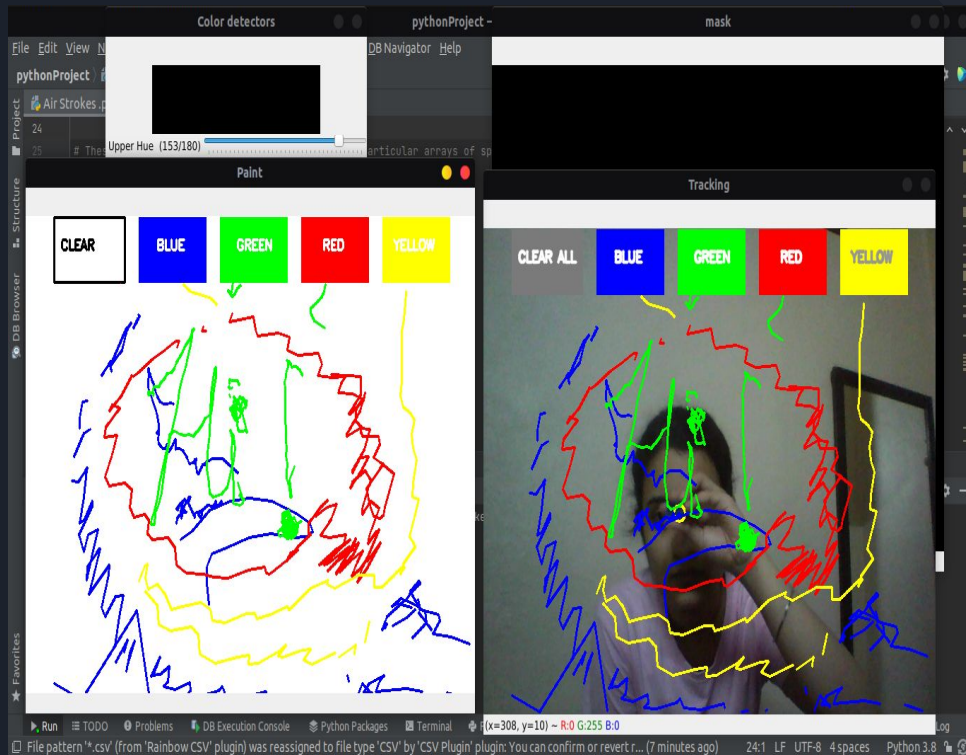 Color detectors
pythonProject –
mask
File Edit View N
DB Navigator Help
pythonProject
Air Strokes .p
24
25 # Thes
articular arrays of sp
Upper Hue (153/180)
Project
Structure
DB Browser
Favorites
Paint
CLEAR
BLUE
GREEN
RED
YELLOW
Tracking
CLEAR ALL
BLUE
GREEN
RED
YELLOW
ke
(x=308, y=10) ~ R:0 G:255 B:0
Run
TODO
Problems
DB Execution Console
Python Packages
Terminal
Log
File pattern '*.csv' (from 'Rainbow CSV' plugin) was reassigned to file type 'CSV' by 'CSV Plugin' plugin: You can confirm or revert r... (7 minutes ago)
24:1 LF UTF-8 4 spaces Python 3.8